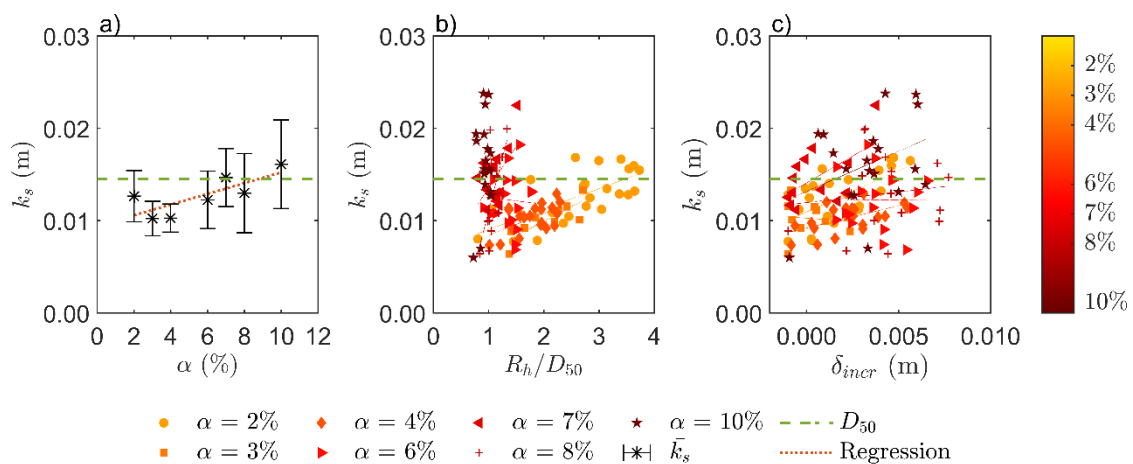 a)
0.03
0.02
0.01
0.00
k_s (m)
0 2 4 6 8 10 12
α (%)
b)
0.03
0.02
0.01
0.00
k_s (m)
0 1 2 3 4
R_h/D_50
c)
0.03
0.02
0.01
0.00
k_s (m)
0.000 0.005 0.010
δ_incr (m)
2%
3%
4%
6%
7%
8%
10%
α = 2% α = 4% α = 7% α = 10% D_50
α = 3% α = 6% α = 8% k̄_s Regression